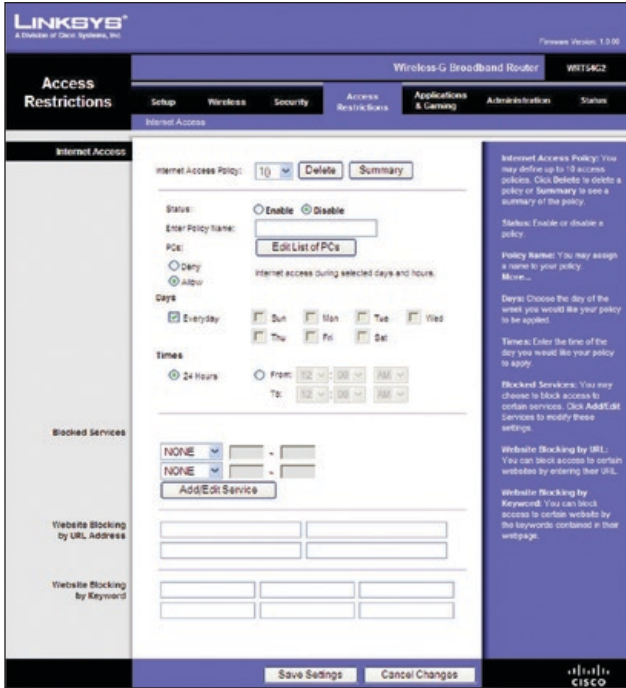 LINKSYS®
A Division of Cisco Systems, Inc.
Firmware Version: 1.0.00
Wireless-G Broadband Router
WRT54G2
Access
Restrictions
Setup
Wireless
Security
Access
Restrictions
Applications
& Gaming
Administration
Status
Internet Access
Internet Access
Internet Access Policy:
10
Delete
Summary
Status:
Enable
Disable
Enter Policy Name:
PCs:
Edit List of PCs
Deny
Allow
Internet access during selected days and hours.
Days
Everyday
Sun
Mon
Tue
Wed
Thu
Fri
Sat
Times
24 Hours
From:
12
:
00
AM
To:
12
:
00
AM
Blocked Services
NONE
~
~
NONE
~
~
Add/Edit Service
Website Blocking
by URL Address
Website Blocking
by Keyword
Internet Access Policy: You
may define up to 10 access
policies. Click Delete to delete a
policy or Summary to see a
summary of the policy.
Status: Enable or disable a
policy.
Policy Name: You may assign
a name to your policy.
More...
Days: Choose the day of the
week you would like your policy
to be applied.
Times: Enter the time of the
day you would like your policy
to apply.
Blocked Services: You may
choose to block access to
certain services. Click Add/Edit
Services to modify these
settings.
Website Blocking by URL:
You can block access to certain
websites by entering their URL.
Website Blocking by
Keyword: You can block
access to certain website by
the keywords contained in their
webpage.
Save Settings
Cancel Changes
CISCO